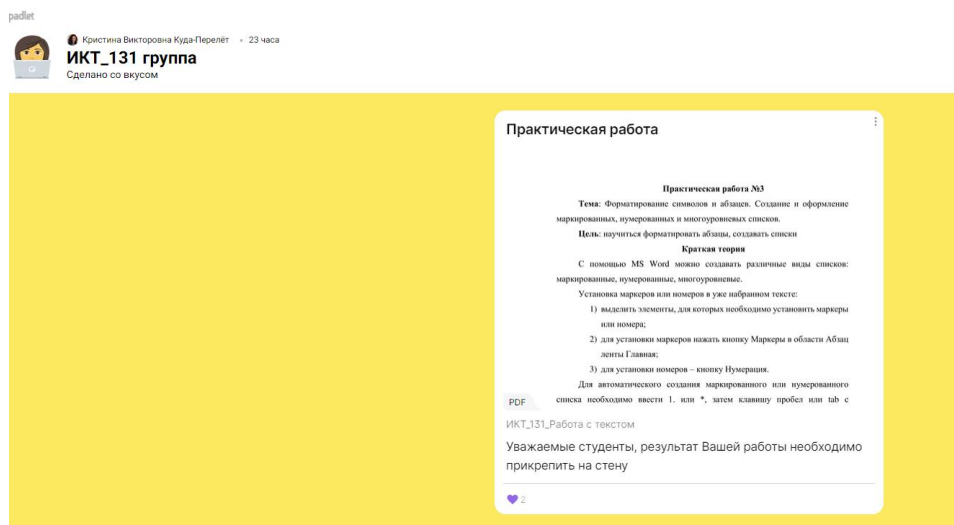 padlet
Кристина Викторовна Куда-Перелёт • 23 часа
ИКТ_131 группа
Сделано со вкусом
Практическая работа
Практическая работа №3
Тема: Форматирование символов и абзацев. Создание и оформление
маркированных, нумерованных и многоуровневых списков.
Цель: научиться форматировать абзацы, создавать списки
Краткая теория
С помощью MS Word можно создавать различные виды списков:
маркированные, нумерованные, многоуровневые.
Установка маркеров или номеров в уже набранном тексте:
1) выделить элементы, для которых необходимо установить маркеры
или номера;
2) для установки маркеров нажать кнопку Маркеры в области Абзац
ленты Главная;
3) для установки номеров – кнопку Нумерация.
Для автоматического создания маркированного или нумерованного
списка необходимо ввести 1. или *, затем клавишу пробел или tab с
PDF
ИКТ_131_Работа с текстом
Уважаемые студенты, результат Вашей работы необходимо
прикрепить на стену
2